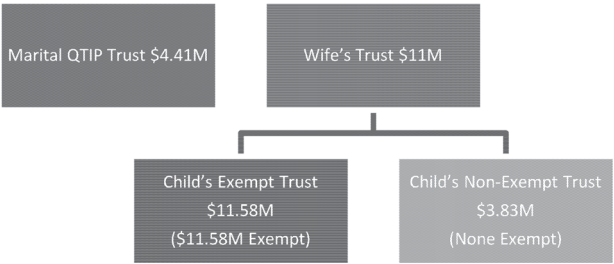 Marital QTIP Trust $4.41M
Wife's Trust $11M
Child's Exempt Trust
$11.58M
($11.58M Exempt)
Child's Non-Exempt Trust
$3.83M
(None Exempt)